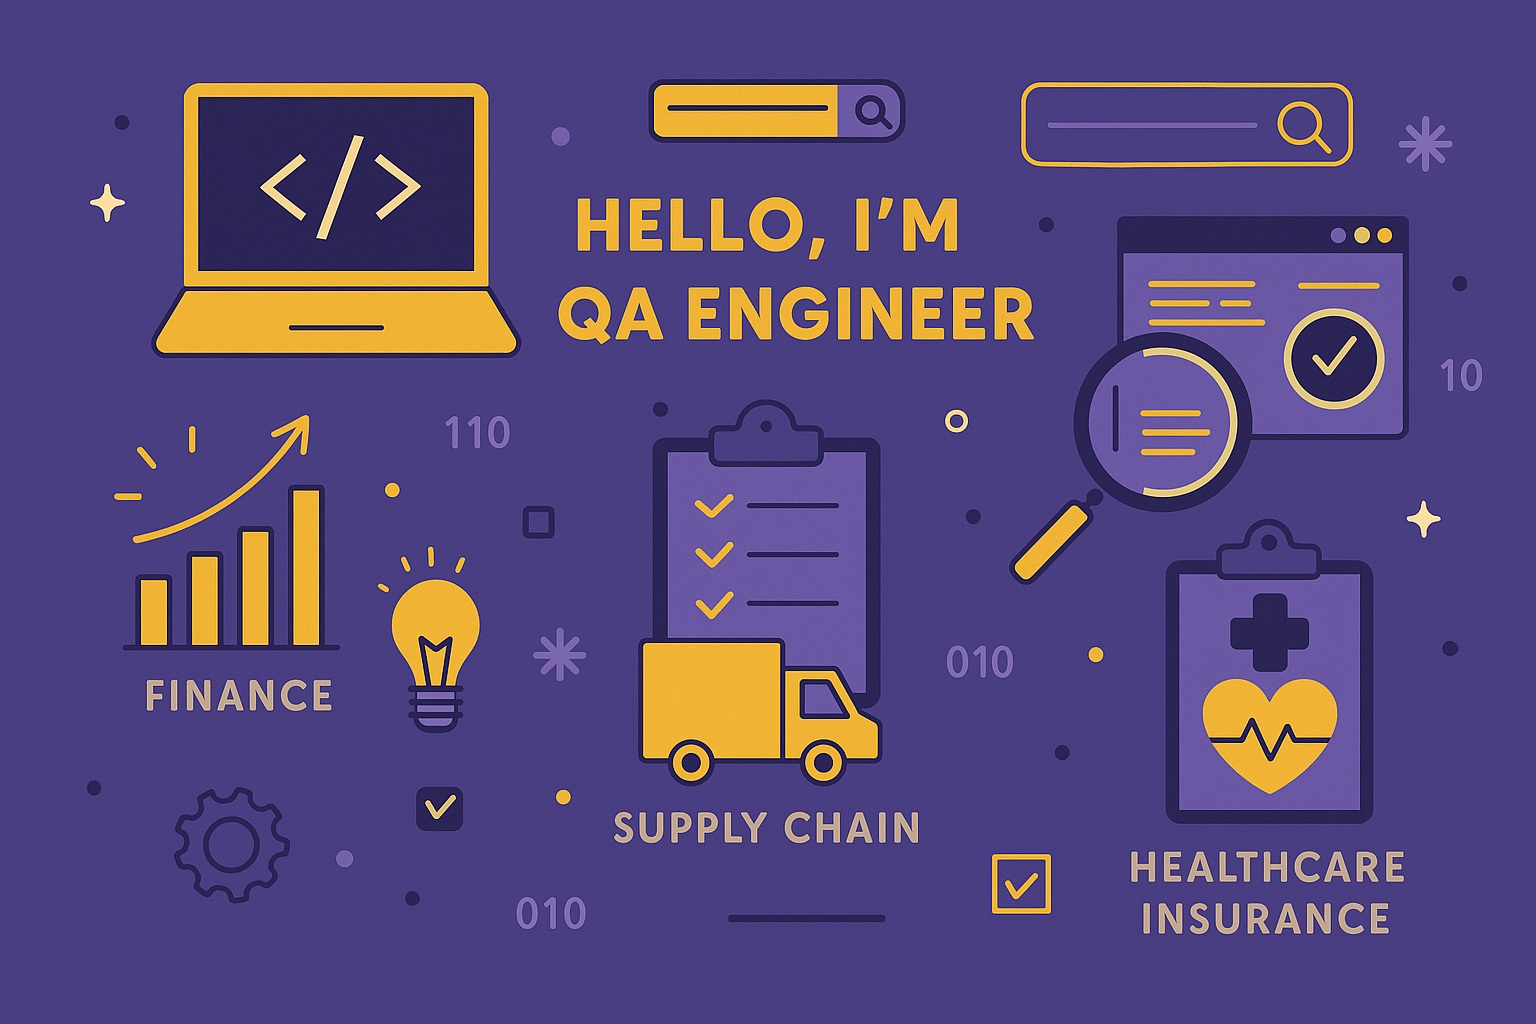 </>
HELLO, I’M
QA ENGINEER
10
110
010
FINANCE
SUPPLY CHAIN
HEALTHCARE
INSURANCE
010